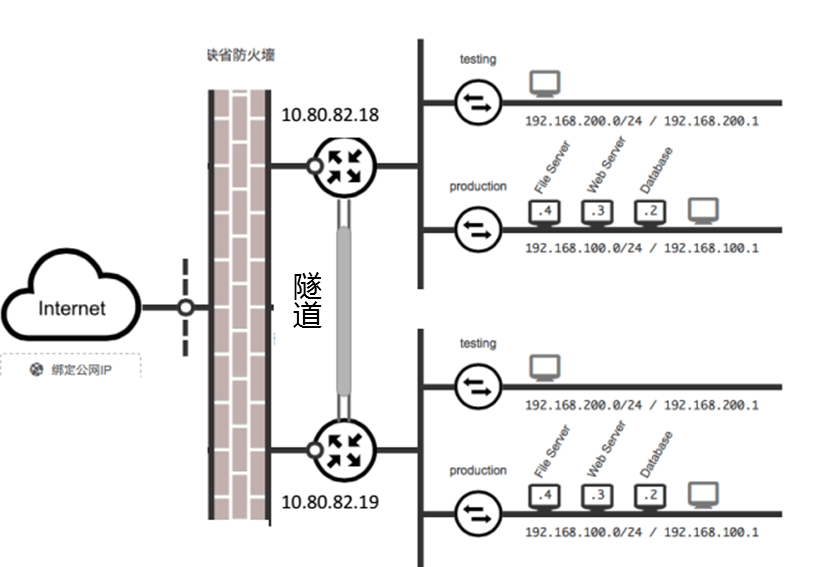 缺省防火墙
10.80.82.18
testing
192.168.200.0/24 / 192.168.200.1
production
File Server
Web Server
Database
.4
.3
.2
192.168.100.0/24 / 192.168.100.1
Internet
绑定公网IP
隧
道
testing
192.168.200.0/24 / 192.168.200.1
production
File Server
Web Server
Database
.4
.3
.2
10.80.82.19
192.168.100.0/24 / 192.168.100.1